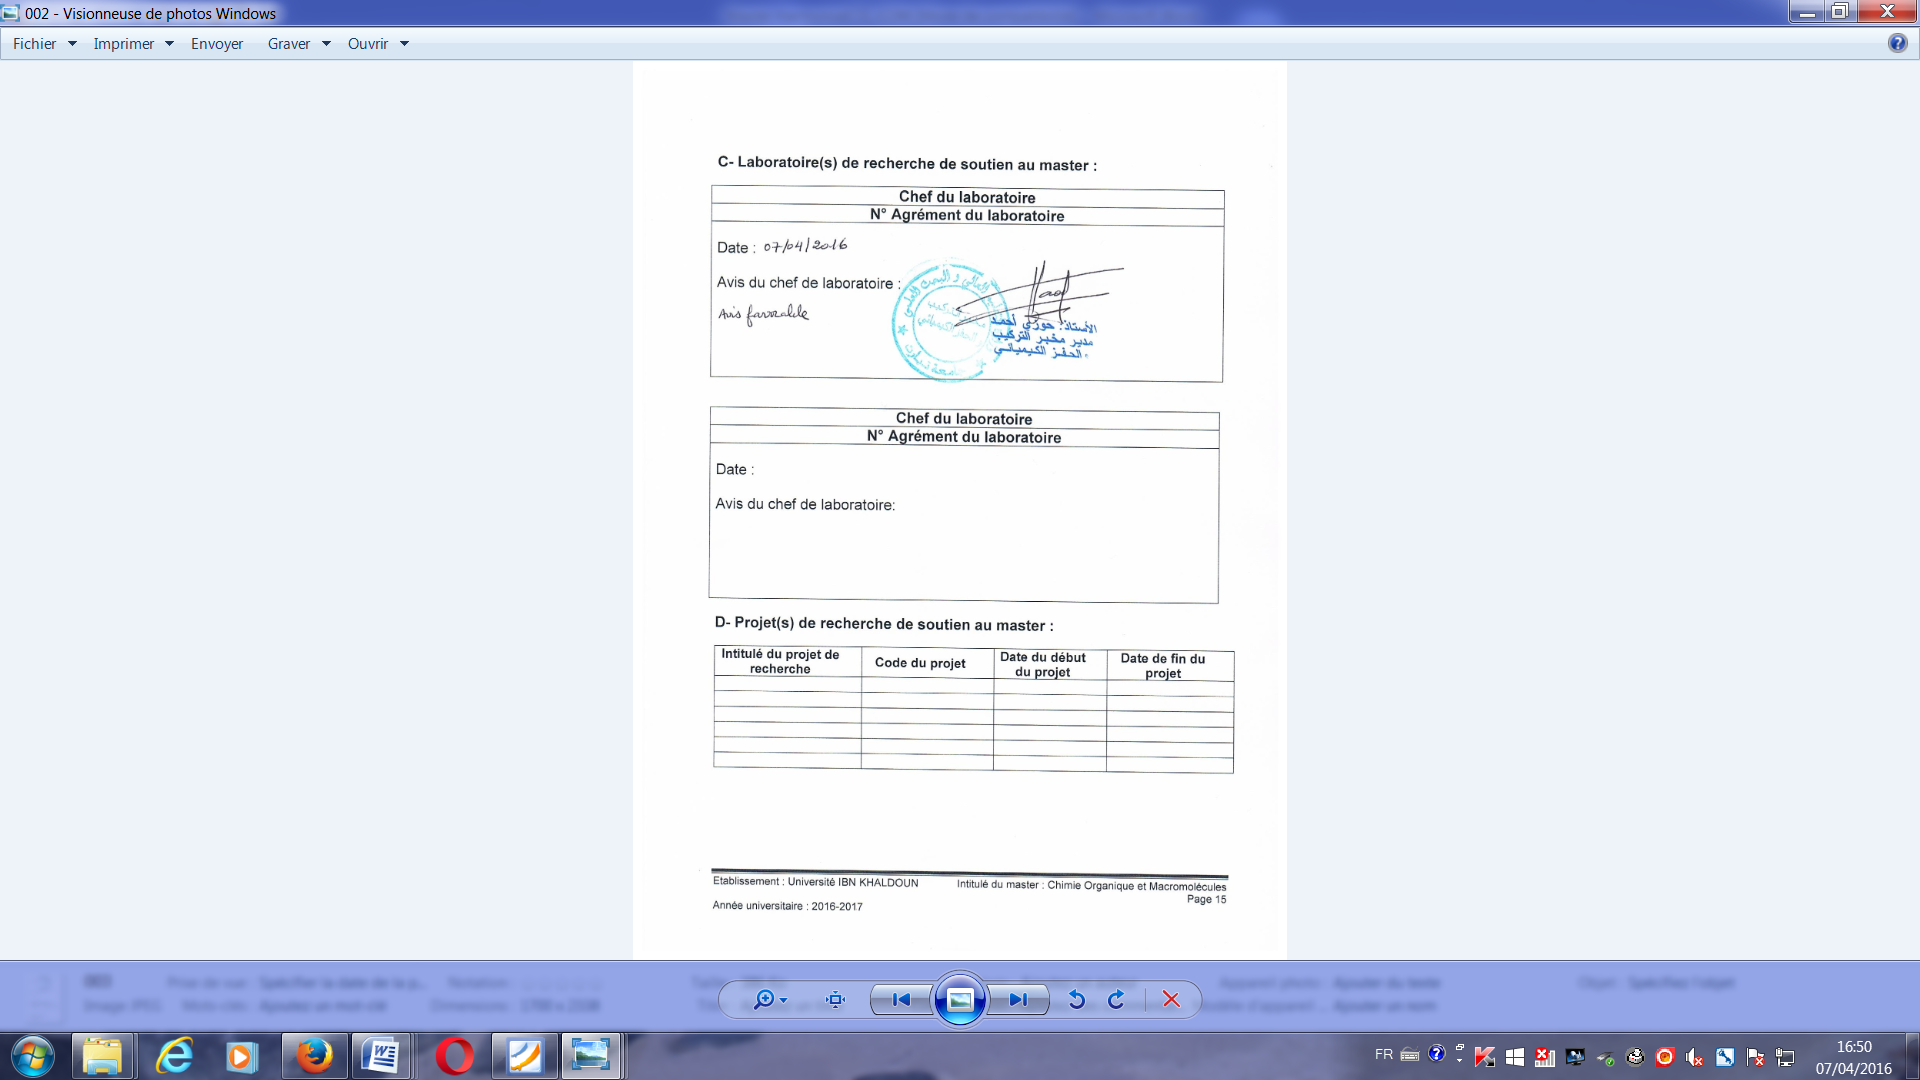 002 - Visionneuse de photos Windows
Fichier Imprimer Envoyer Graver Ouvrir
C- Laboratoire(s) de recherche de soutien au master :
Chef du laboratoire
N° Agrément du laboratoire
Date : 07/04/2016
Avis du chef de laboratoire :
Avis favorable
الأستاذ: حوزي أحمد
مدير مخبر التركيب
الحفز الكيميائي
Chef du laboratoire
N° Agrément du laboratoire
Date :
Avis du chef de laboratoire:
D- Projet(s) de recherche de soutien au master :
Intitulé du projet de recherche Code du projet Date du début du projet Date de fin du projet
Etablissement : Université IBN KHALDOUN Intitulé du master : Chimie Organique et Macromolécules
Page 15
Année universitaire : 2016-2017
FR 16:50
07/04/2016